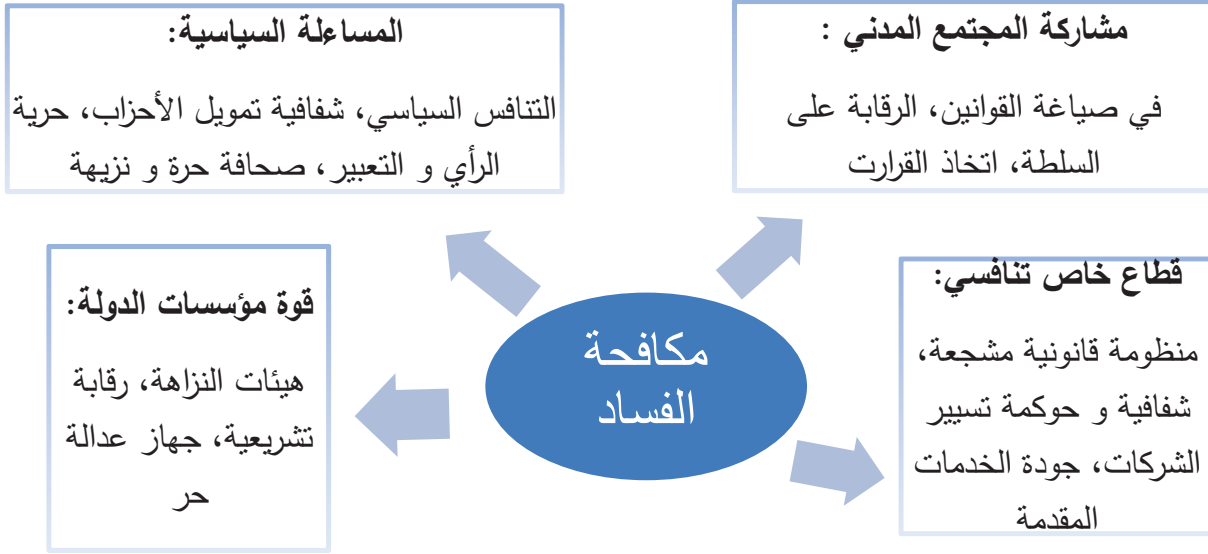 مشاركة المجتمع المدني :
في صياغة القوانين، الرقابة على
السلطة، اتخاذ القرارت
المساءلة السياسية:
التنافس السياسي، شفافية تمويل الأحزاب، حرية
الرأي و التعبير، صحافة حرة و نزيهة
مكافحة
الفساد
قطاع خاص تنافسي:
منظومة قانونية مشجعة،
شفافية و حوكمة تسيير
الشركات، جودة الخدمات
المقدمة
قوة مؤسسات الدولة:
هيئات النزاهة، رقابة
تشريعية، جهاز عدالة
حر